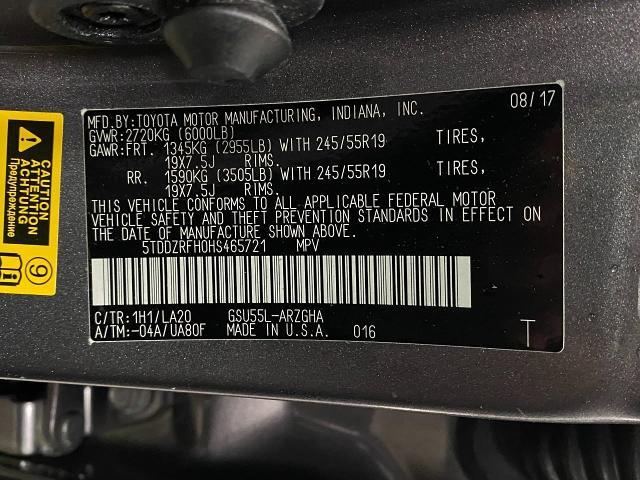 MFD.BY:TOYOTA MOTOR MANUFACTURING, INDIANA, INC. 08/17
GVWR:2720KG (6000LB)
GAWR:FRT. 1345KG (2955LB) WITH 245/55R19 TIRES,
19X7.5J RIMS.
RR. 1590KG (3505LB) WITH 245/55R19 TIRES,
19X7.5J RIMS.
THIS VEHICLE CONFORMS TO ALL APPLICABLE FEDERAL MOTOR
VEHICLE SAFETY AND THEFT PREVENTION STANDARDS IN EFFECT ON
THE DATE OF MANUFACTURE SHOWN ABOVE.
5TDDZRFH0HS465721 MPV
C/TR:1H1/LA20 GSU55L-ARZGHA
A/TM:-04A/UA80F MADE IN U.S.A. 016
T
CAUTION
ATTENTION
ACHTUNG
Предупреждение
9